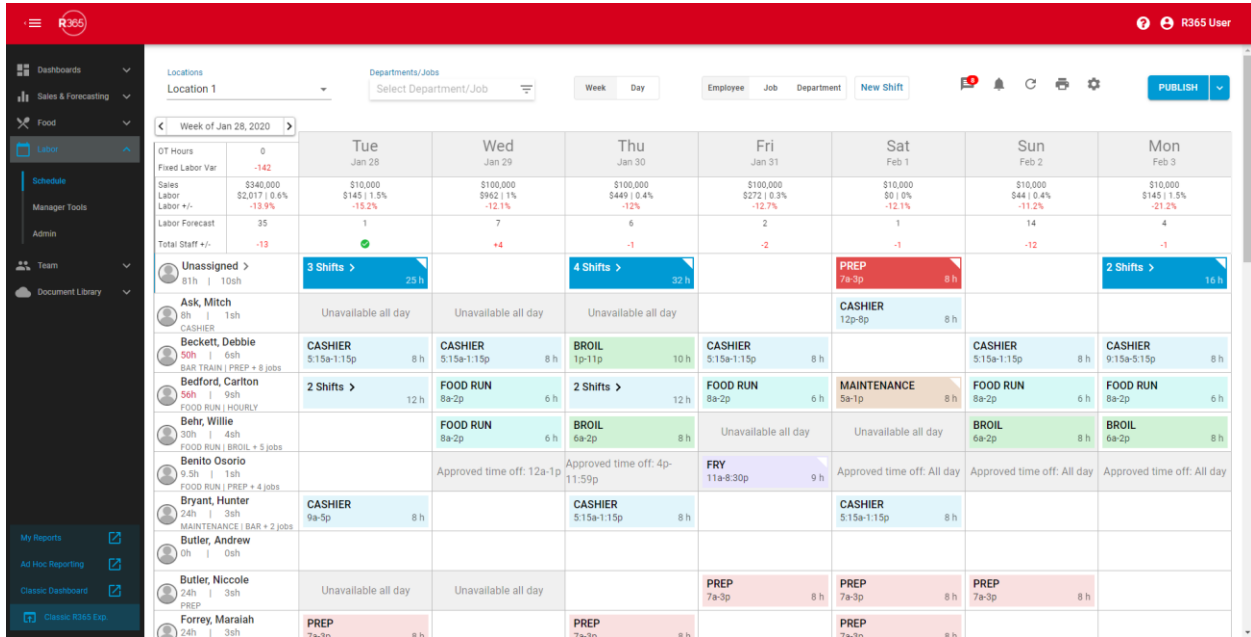 R365
R365 User
Dashboards
Sales & Forecasting
Food
Labor
Schedule
Manager Tools
Admin
Team
Document Library
My Reports
Ad Hoc Reporting
Classic Dashboard
Classic R365 Exp.
Locations
Location 1
Departments/Jobs
Select Department/Job
Week Day
Employee Job Department
New Shift
8
PUBLISH
Week of Jan 28, 2020
OT Hours 0
Fixed Labor Var -142
Tue Wed Thu Fri Sat Sun Mon
Jan 28 Jan 29 Jan 30 Jan 31 Feb 1 Feb 2 Feb 3
Sales $340,000 $10,000 $100,000 $100,000 $100,000 $10,000 $10,000 $10,000
Labor $2,017 | 0.6% $145 | 1.5% $962 | 1% $449 | 0.4% $272 | 0.3% $0 | 0% $44 | 0.4% $145 | 1.5%
Labor +/- -13.9% -15.2% -12.1% -12% -12.7% -12.1% -11.2% -21.2%
Labor Forecast 35 1 7 6 2 1 14 4
Total Staff +/- -13 +4 -1 -2 -1 -12 -1
Unassigned > 3 Shifts > 4 Shifts > PREP 2 Shifts >
81h | 10sh 25 h 32 h 7a-3p 8 h 16 h
Ask, Mitch Unavailable all day Unavailable all day Unavailable all day CASHIER
8h | 1sh 12p-8p 8 h
CASHIER
Beckett, Debbie CASHIER CASHIER BROIL CASHIER CASHIER CASHIER
50h | 6sh 5:15a-1:15p 8 h 5:15a-1:15p 8 h 1p-11p 10 h 5:15a-1:15p 8 h 5:15a-1:15p 8 h 9:15a-5:15p 8 h
BAR TRAIN | PREP + 8 jobs
Bedford, Carlton 2 Shifts > FOOD RUN 2 Shifts > FOOD RUN MAINTENANCE FOOD RUN FOOD RUN
56h | 9sh 12 h 8a-2p 6 h 12 h 8a-2p 6 h 5a-1p 8 h 8a-2p 6 h 8a-2p 6 h
FOOD RUN | HOURLY
Behr, Willie FOOD RUN BROIL Unavailable all day Unavailable all day BROIL BROIL
30h | 4sh 8a-2p 6 h 6a-2p 8 h 6a-2p 8 h 6a-2p 8 h
FOOD RUN | BROIL + 5 jobs
Benito Osorio Approved time off: 12a-1p Approved time off: 4p- FRY Approved time off: All day Approved time off: All day Approved time off: All day
9.5h | 1sh 11:59p 11a-8:30p 9 h
FOOD RUN | PREP + 4 jobs
Bryant, Hunter CASHIER CASHIER CASHIER
24h | 3sh 9a-5p 8 h 5:15a-1:15p 8 h 5:15a-1:15p 8 h
MAINTENANCE | BAR + 2 jobs
Butler, Andrew
0h | 0sh
Butler, Niccole Unavailable all day Unavailable all day PREP PREP PREP
24h | 3sh 7a-3p 8 h 7a-3p 8 h 7a-3p 8 h
PREP
Forrey, Maraiah PREP PREP PREP
24h | 3sh 7a-3p 8 h 7a-3p 8 h 7a-3p 8 h